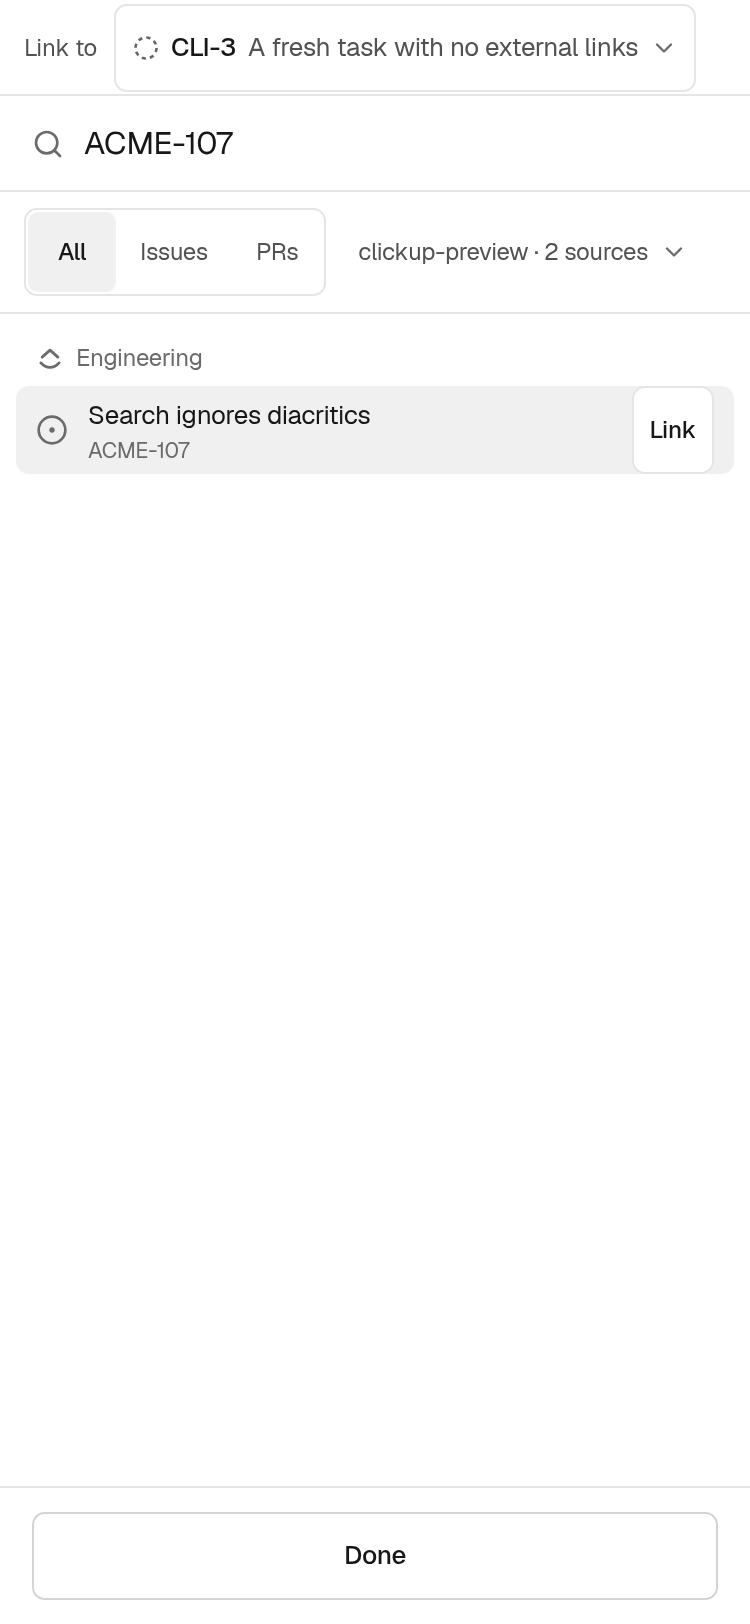 Link to CLI-3 A fresh task with no external links
ACME-107
All Issues PRs clickup-preview · 2 sources
Engineering
Search ignores diacritics
ACME-107
Link
Done